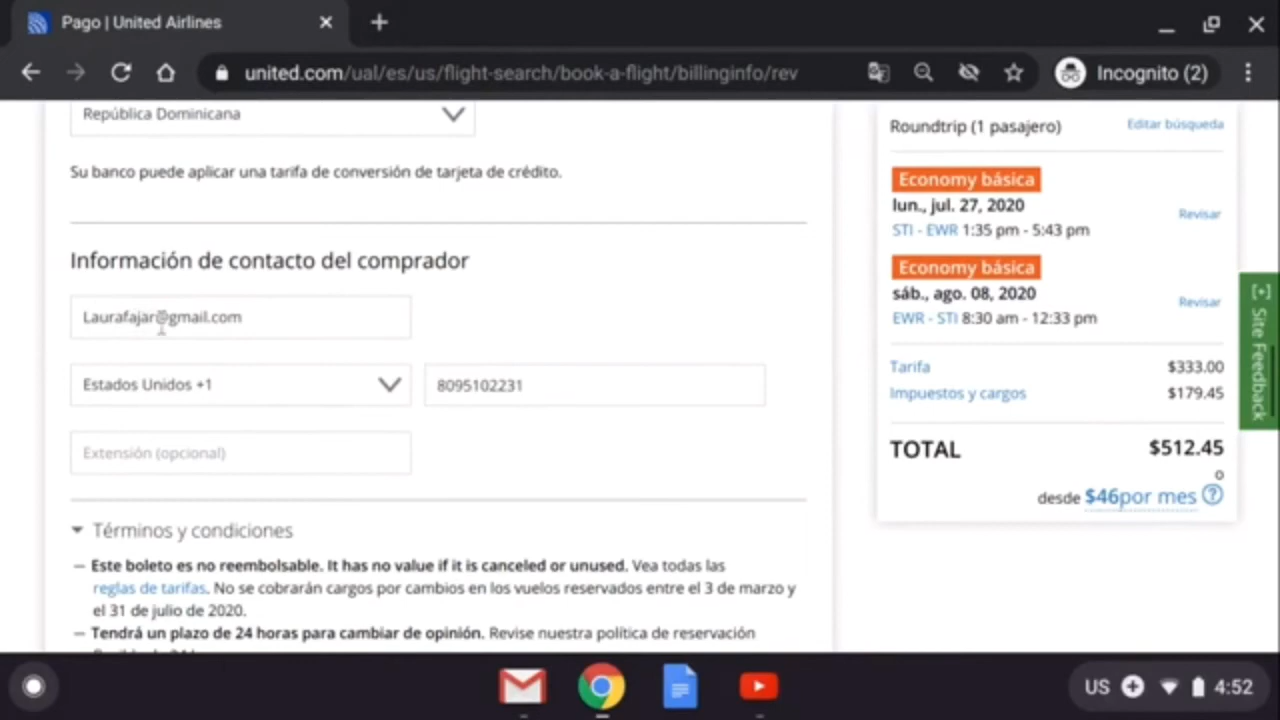 Pago | United Airlines
united.com/ual/es/us/flight-search/book-a-flight/billinginfo/rev
Incognito (2)
República Dominicana
Su banco puede aplicar una tarifa de conversión de tarjeta de crédito.
Información de contacto del comprador
Laurafajar@gmail.com
Estados Unidos +1
8095102231
Extensión (opcional)
Términos y condiciones
— Este boleto es no reembolsable. It has no value if it is canceled or unused. Vea todas las
reglas de tarifas. No se cobrarán cargos por cambios en los vuelos reservados entre el 3 de marzo y
el 31 de julio de 2020.
— Tendrá un plazo de 24 horas para cambiar de opinión. Revise nuestra política de reservación
Roundtrip (1 pasajero)
Editar búsqueda
Economy básica
lun., jul. 27, 2020
Revisar
STI - EWR 1:35 pm - 5:43 pm
Economy básica
sáb., ago. 08, 2020
Revisar
EWR - STI 8:30 am - 12:33 pm
Tarifa $333.00
Impuestos y cargos $179.45
TOTAL $512.45
o
desde $46por mes
[+] Site Feedback
US 4:52